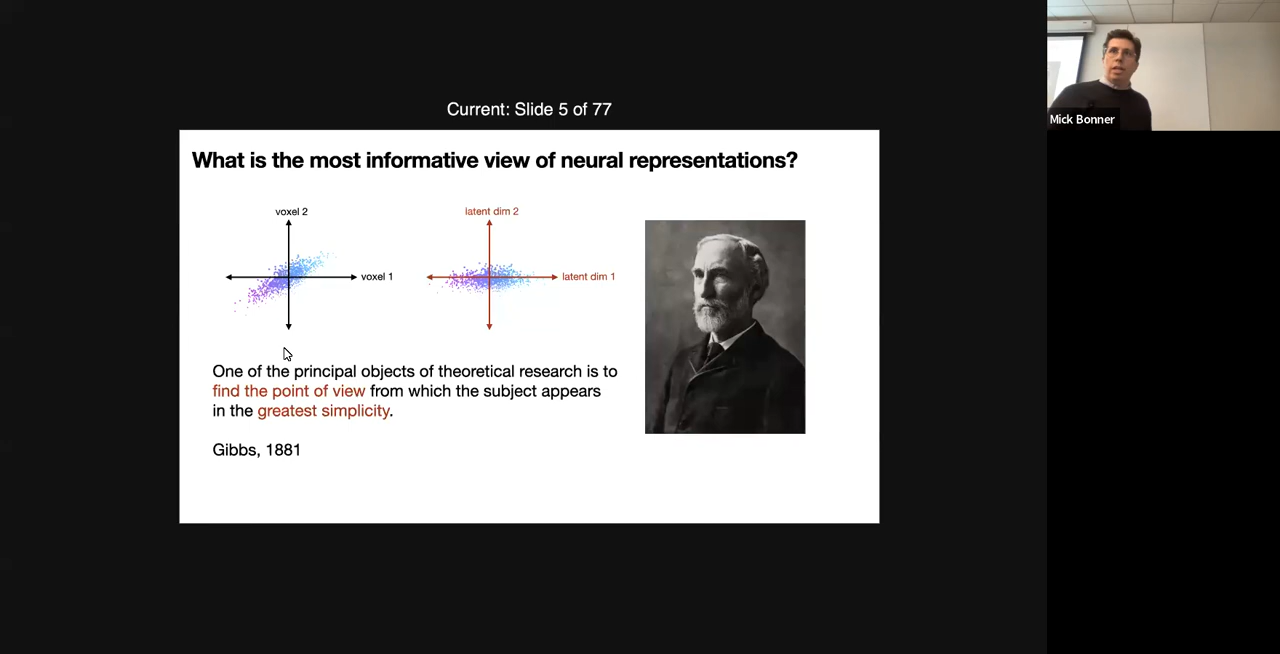 Current: Slide 5 of 77
What is the most informative view of neural representations?
voxel 2
voxel 1
latent dim 2
latent dim 1
One of the principal objects of theoretical research is to
find the point of view from which the subject appears
in the greatest simplicity.
Gibbs, 1881
Mick Bonner